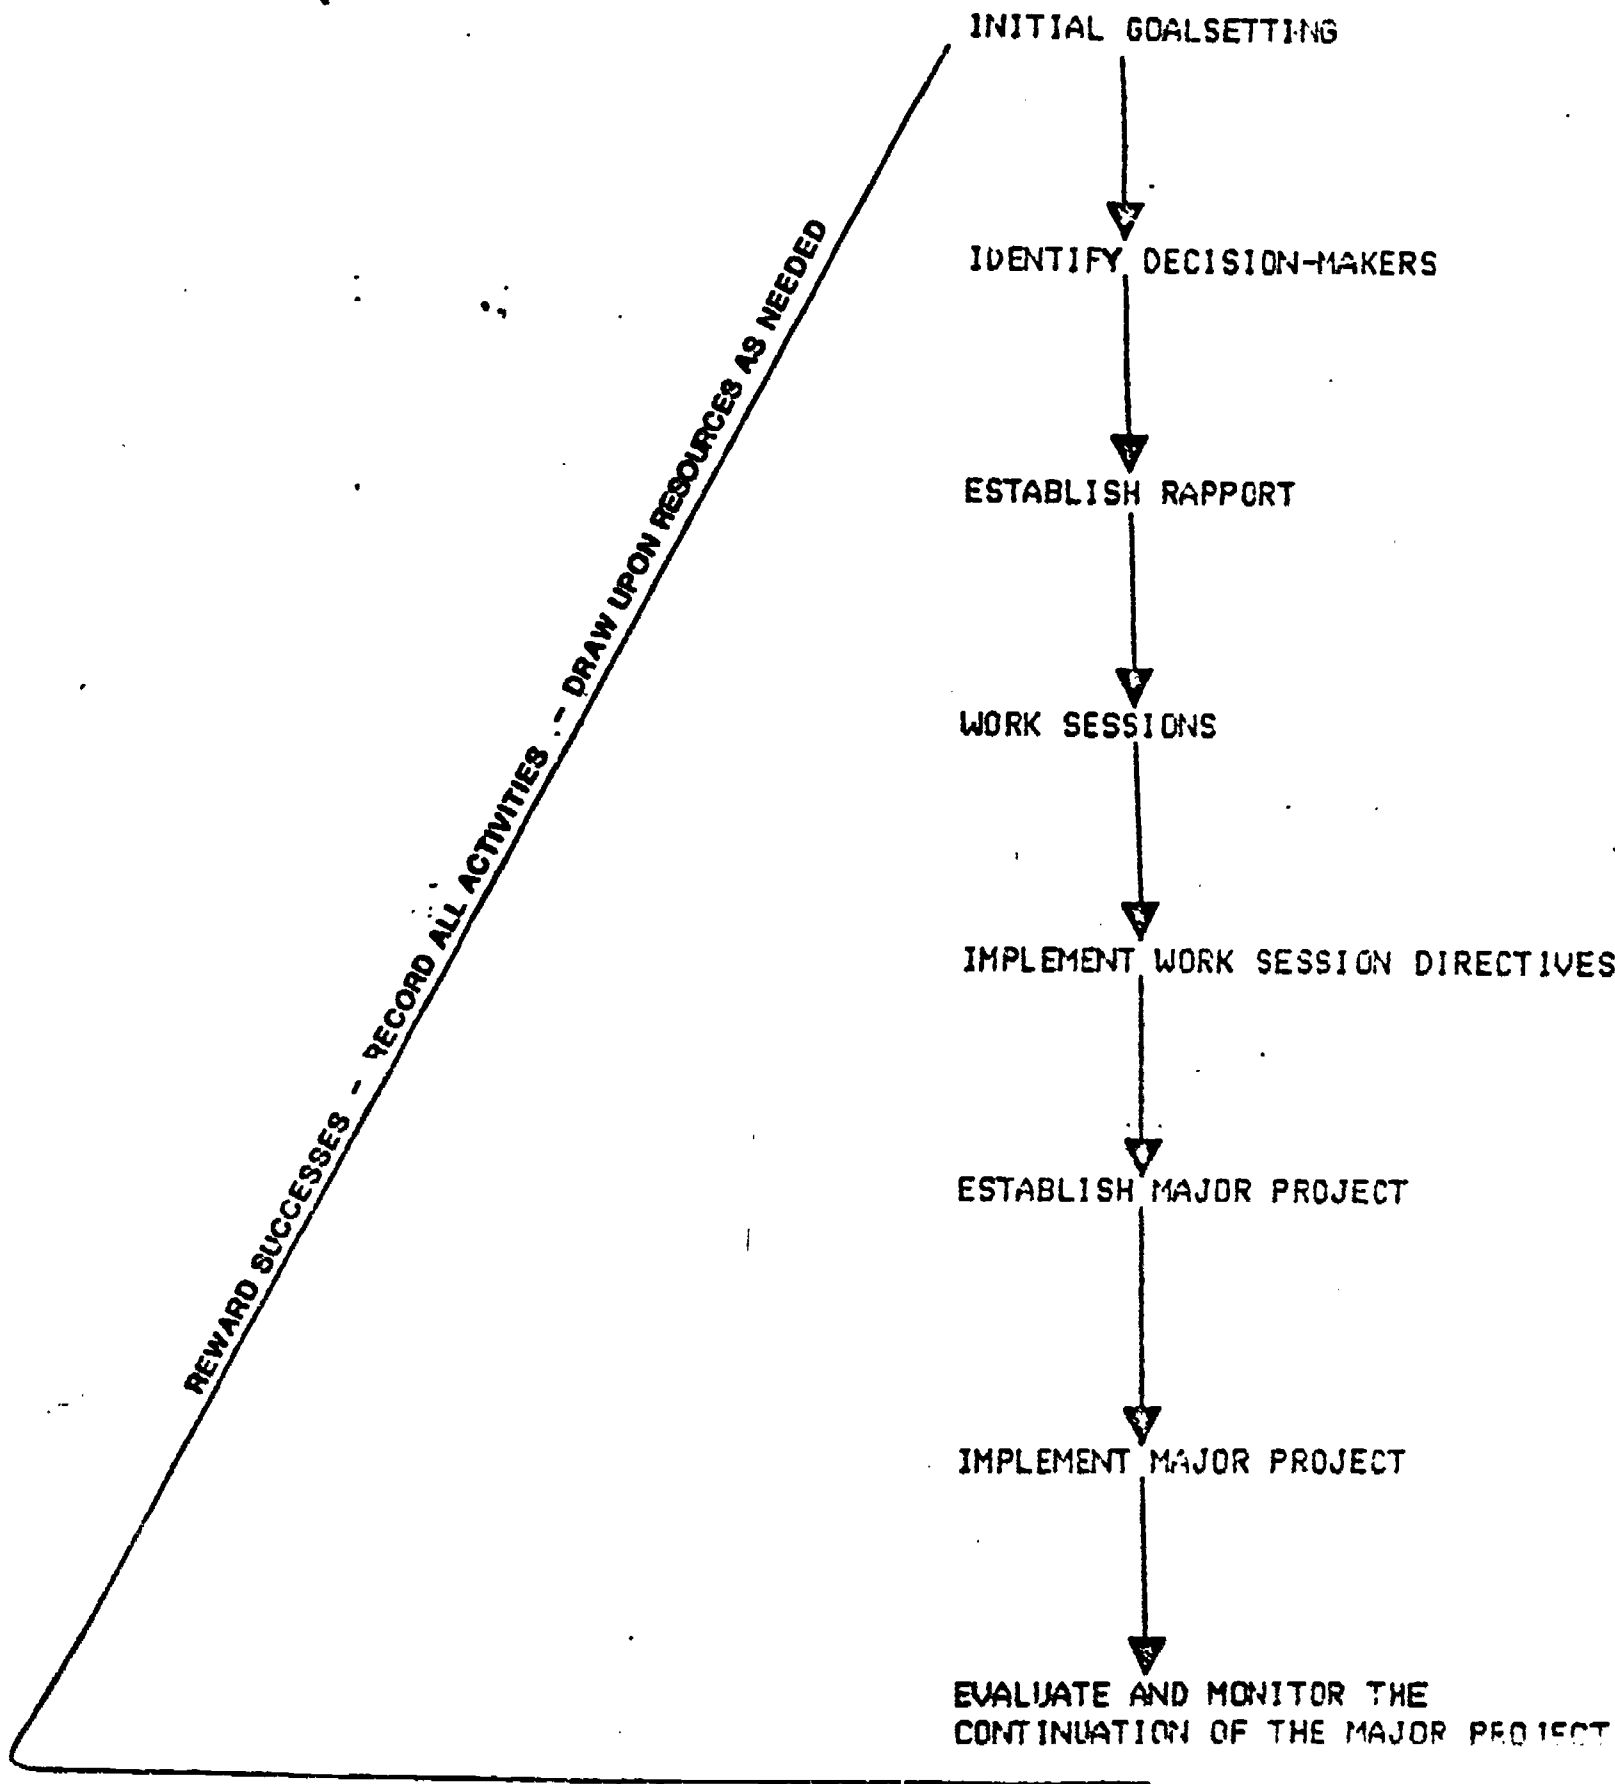 INITIAL GOALSETTING
IDENTIFY DECISION-MAKERS
ESTABLISH RAPPORT
WORK SESSIONS
IMPLEMENT WORK SESSION DIRECTIVES
ESTABLISH MAJOR PROJECT
IMPLEMENT MAJOR PROJECT
EVALUATE AND MONITOR THE
CONTINUATION OF THE MAJOR PROJECT
REWARD SUCCESSES - RECORD ALL ACTIVITIES - DRAW UPON RESOURCES AS NEEDED